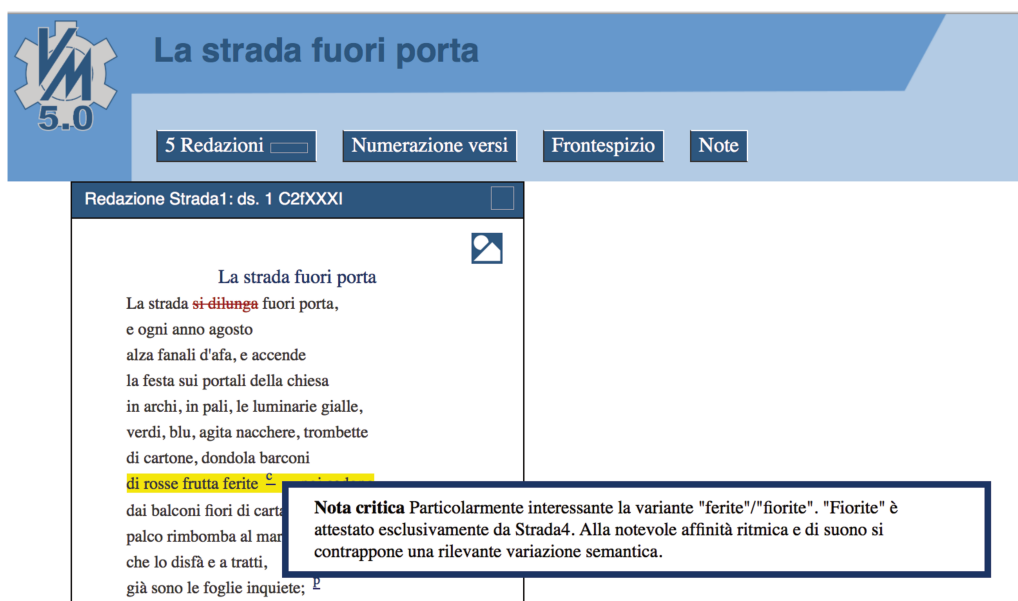 VM
5.0
La strada fuori porta
5 Redazioni
Numerazione versi
Frontespizio
Note
Redazione Strada1: ds. 1 C2fXXXI
La strada fuori porta
La strada si dilunga fuori porta,
e ogni anno agosto
alza fanali d'afa, e accende
la festa sui portali della chiesa
in archi, in pali, le luminarie gialle,
verdi, blu, agita nacchere, trombette
di cartone, dondola barconi
di rosse frutta ferite c
dai balconi fiori di carta
palco rimbomba al
che lo disfà e a tratti,
già sono le foglie inquiete; p
Nota critica Particolarmente interessante la variante "ferite"/"fiorite". "Fiorite" è
attestato esclusivamente da Strada4. Alla notevole affinità ritmica e di suono si
contrappone una rilevante variazione semantica.